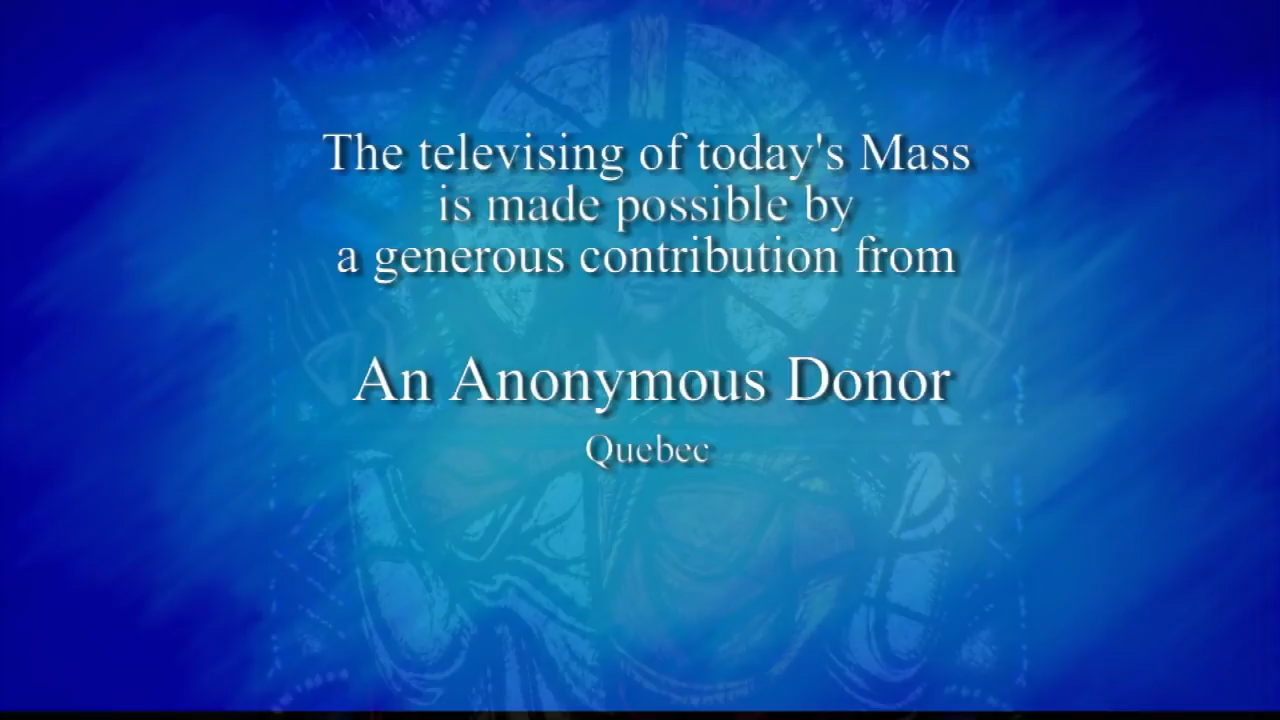 The televising of today's Mass
is made possible by
a generous contribution from
An Anonymous Donor
Quebec